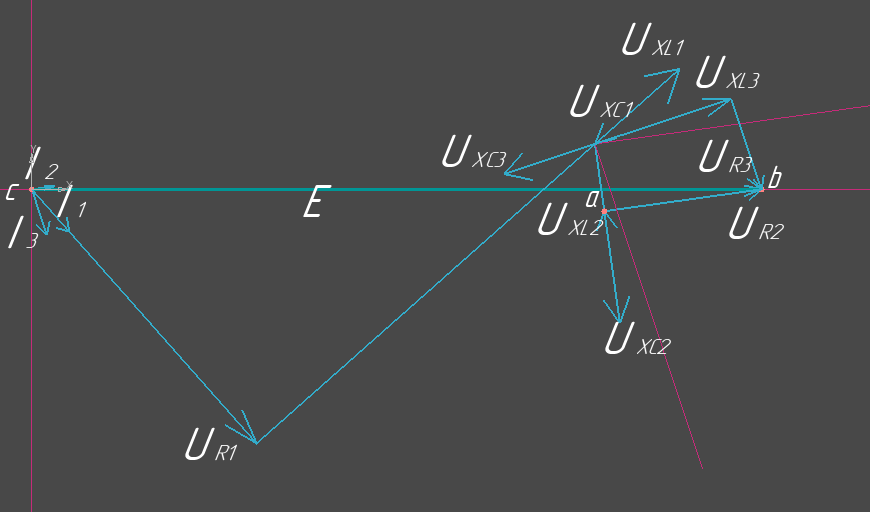 U XL1
U XL3
U XC1
U XC3
U R3
I 2
c
I 1
E
a
b
I 3
U XL2
U R2
U XC2
U R1